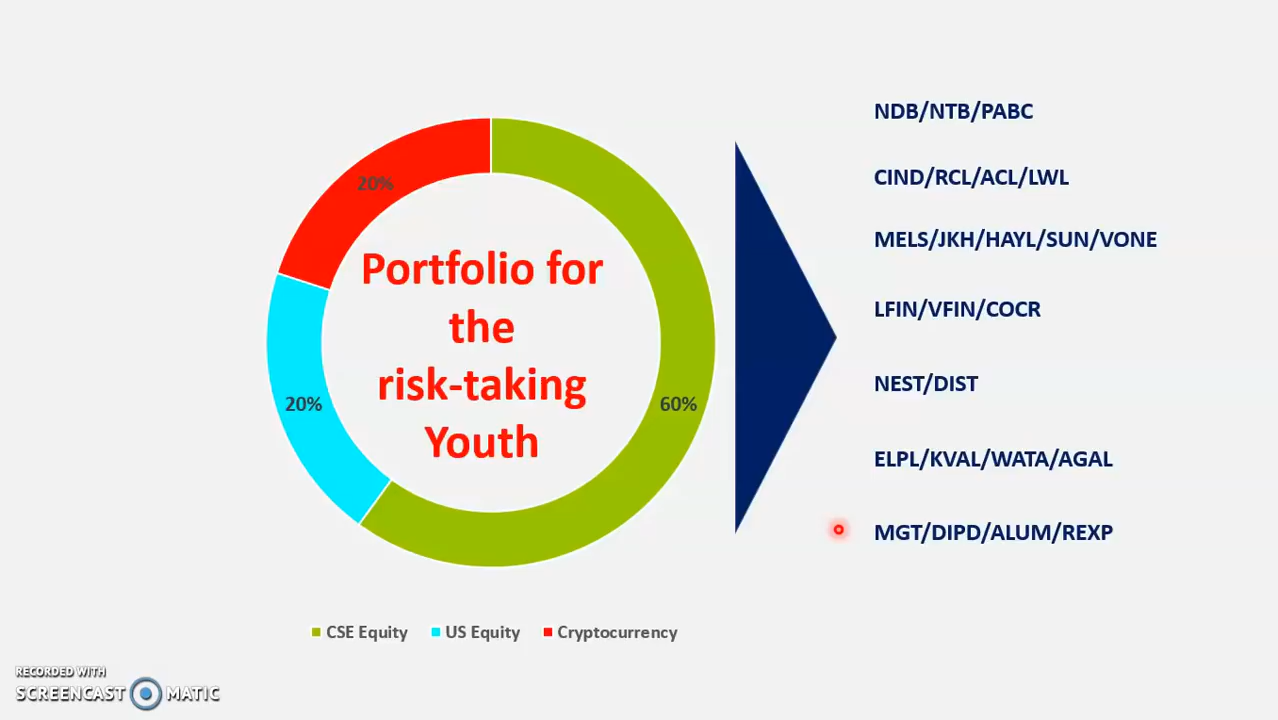 20%
20%
60%
Portfolio for
the
risk-taking
Youth
CSE Equity
US Equity
Cryptocurrency
NDB/NTB/PABC
CIND/RCL/ACL/LWL
MELS/JKH/HAYL/SUN/VONE
LFIN/VFIN/COCR
NEST/DIST
ELPL/KVAL/WATA/AGAL
MGT/DIPD/ALUM/REXP
RECORDED WITH
SCREENCAST MATIC